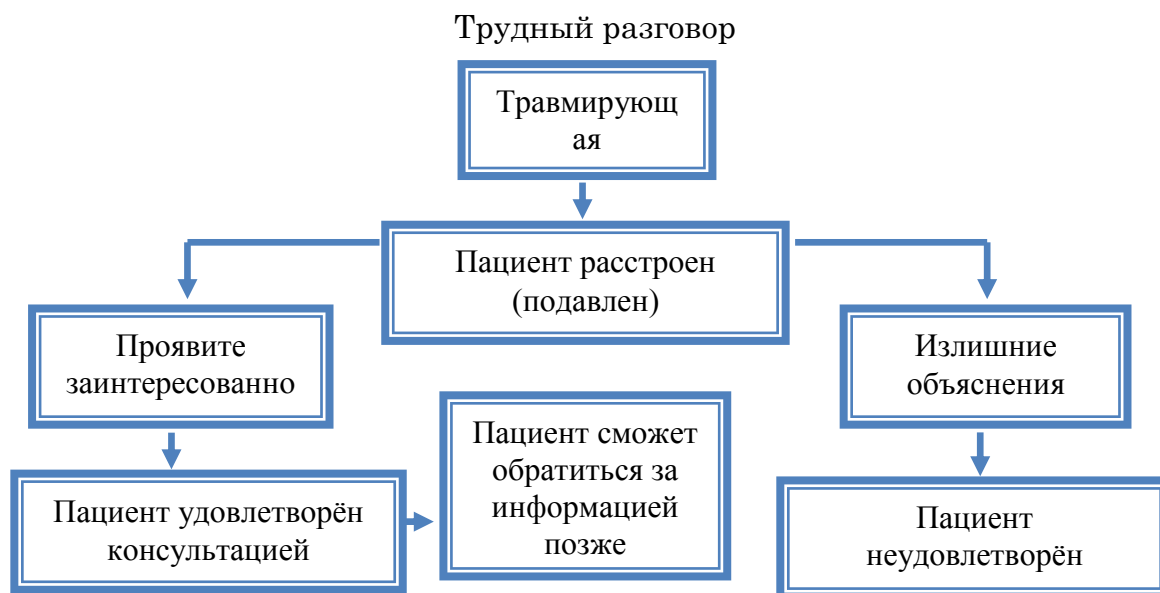 Трудный разговор
Травмирующ
ая
Пациент расстроен
(подавлен)
Проявите
заинтересованно
Излишние
объяснения
Пациент сможет
обратиться за
информацией
позже
Пациент удовлетворён
консультацией
Пациент
неудовлетворён